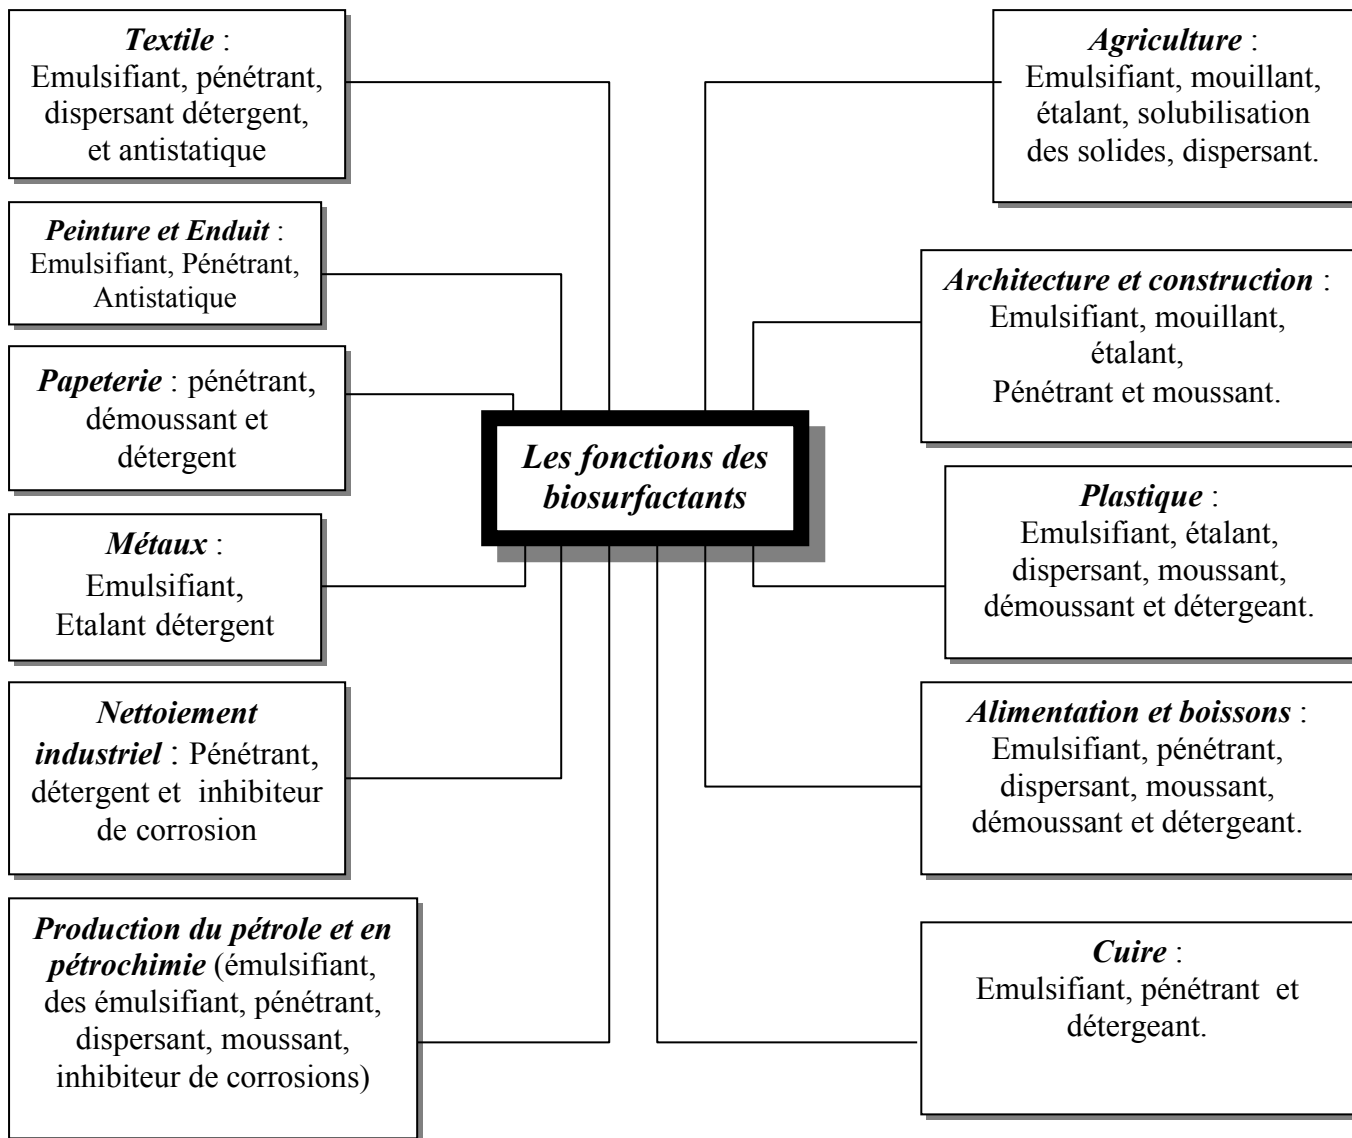 Textile :
Emulsifiant, pénétrant,
dispersant détergent,
et antistatique
Peinture et Enduit :
Emulsifiant, Pénétrant,
Antistatique
Papeterie : pénétrant,
démoussant et
détergent
Métaux :
Emulsifiant,
Etalant détergent
Nettoiement
industriel : Pénétrant,
détergent et inhibiteur
de corrosion
Production du pétrole et en
pétrochimie (émulsifiant,
des émulsifiant, pénétrant,
dispersant, moussant,
inhibiteur de corrosions)
Les fonctions des
biosurfactants
Agriculture :
Emulsifiant, mouillant,
étalant, solubilisation
des solides, dispersant.
Architecture et construction :
Emulsifiant, mouillant,
étalant,
Pénétrant et moussant.
Plastique :
Emulsifiant, étalant,
dispersant, moussant,
démoussant et détergeant.
Alimentation et boissons :
Emulsifiant, pénétrant,
dispersant, moussant,
démoussant et détergeant.
Cuire :
Emulsifiant, pénétrant et
détergeant.